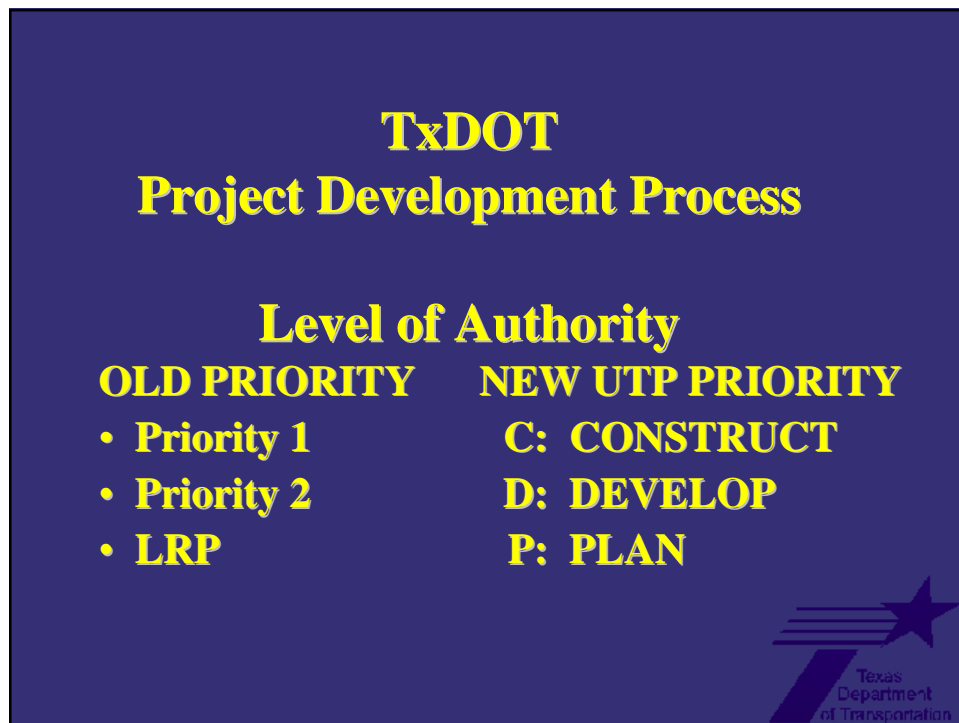 TxDOT
Project Development Process
Level of Authority
OLD PRIORITY NEW UTP PRIORITY
• Priority 1 C: CONSTRUCT
• Priority 2 D: DEVELOP
• LRP P: PLAN
Texas
Department
of Transportation